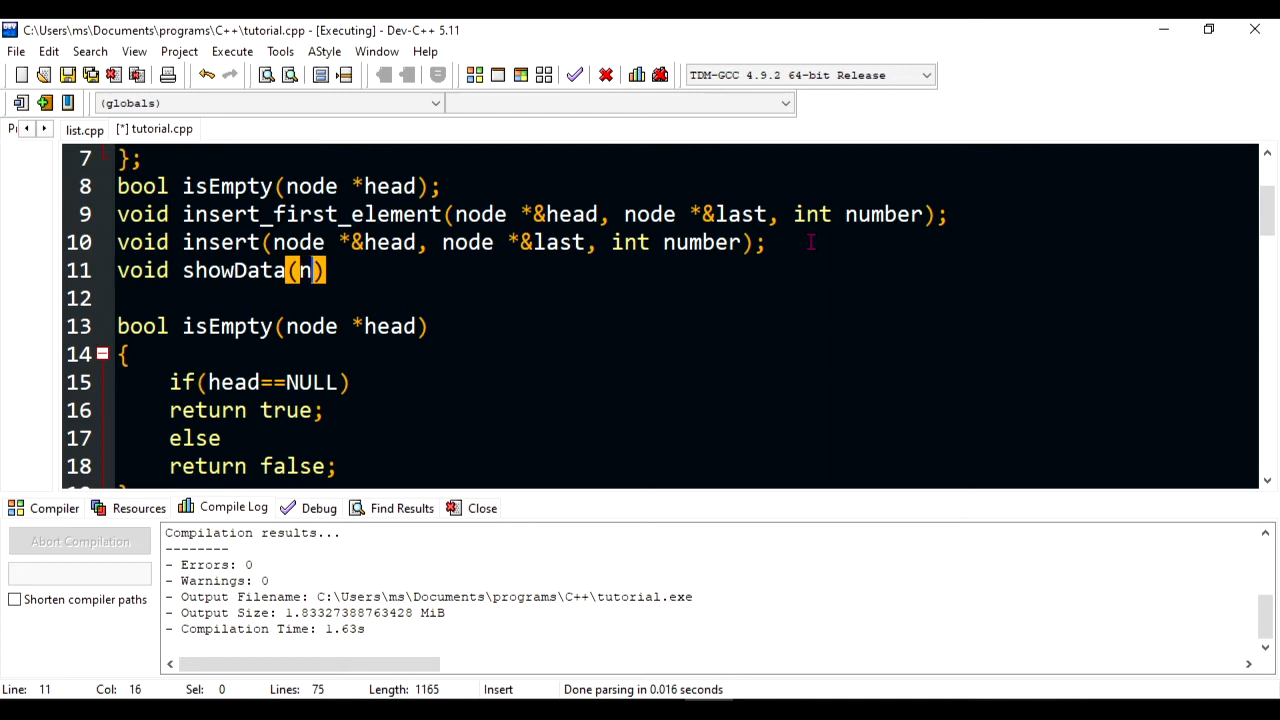 C:\Users\ms\Documents\programs\C++\tutorial.cpp - [Executing] - Dev-C++ 5.11
File Edit Search View Project Execute Tools AStyle Window Help
TDM-GCC 4.9.2 64-bit Release
(globals)
list.cpp [*] tutorial.cpp
7 };
8 bool isEmpty(node *head);
9 void insert_first_element(node *&head, node *&last, int number);
10 void insert(node *&head, node *&last, int number);
11 void showData(n)
12
13 bool isEmpty(node *head)
14 {
15 if(head==NULL)
16 return true;
17 else
18 return false;
Compiler Resources Compile Log Debug Find Results Close
Abort Compilation
Shorten compiler paths
Compilation results...
--------
- Errors: 0
- Warnings: 0
- Output Filename: C:\Users\ms\Documents\programs\C++\tutorial.exe
- Output Size: 1.83327388763428 MiB
- Compilation Time: 1.63s
Line: 11 Col: 16 Sel: 0 Lines: 75 Length: 1165 Insert Done parsing in 0.016 seconds